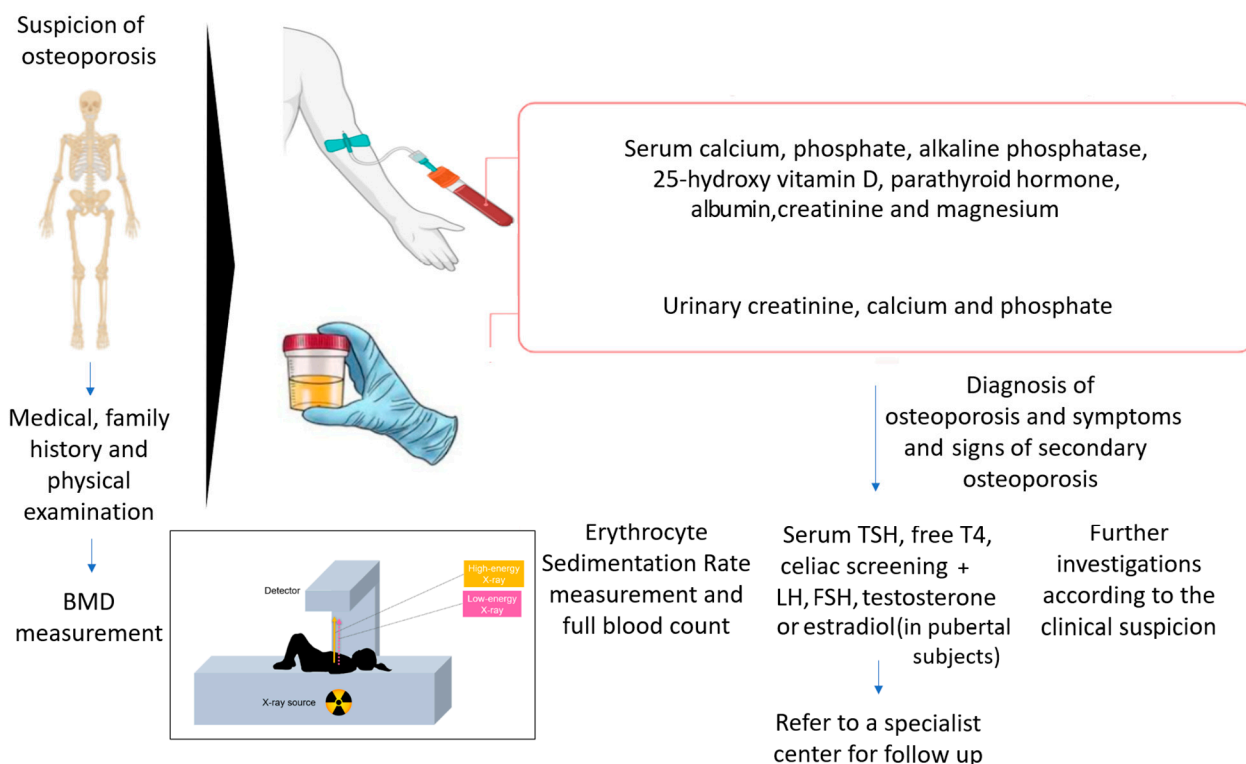 Suspicion of
osteoporosis
Medical, family
history and
physical
examination
BMD
measurement
Serum calcium, phosphate, alkaline phosphatase,
25-hydroxy vitamin D, parathyroid hormone,
albumin,creatinine and magnesium
Urinary creatinine, calcium and phosphate
Diagnosis of
osteoporosis and symptoms
and signs of secondary
osteoporosis
High-energy
X-ray
Low-energy
X-ray
Detector
X-ray source
Erythrocyte
Sedimentation Rate
measurement and
full blood count
Serum TSH, free T4,
celiac screening +
LH, FSH, testosterone
or estradiol(in pubertal
subjects)
Further
investigations
according to the
clinical suspicion
Refer to a specialist
center for follow up